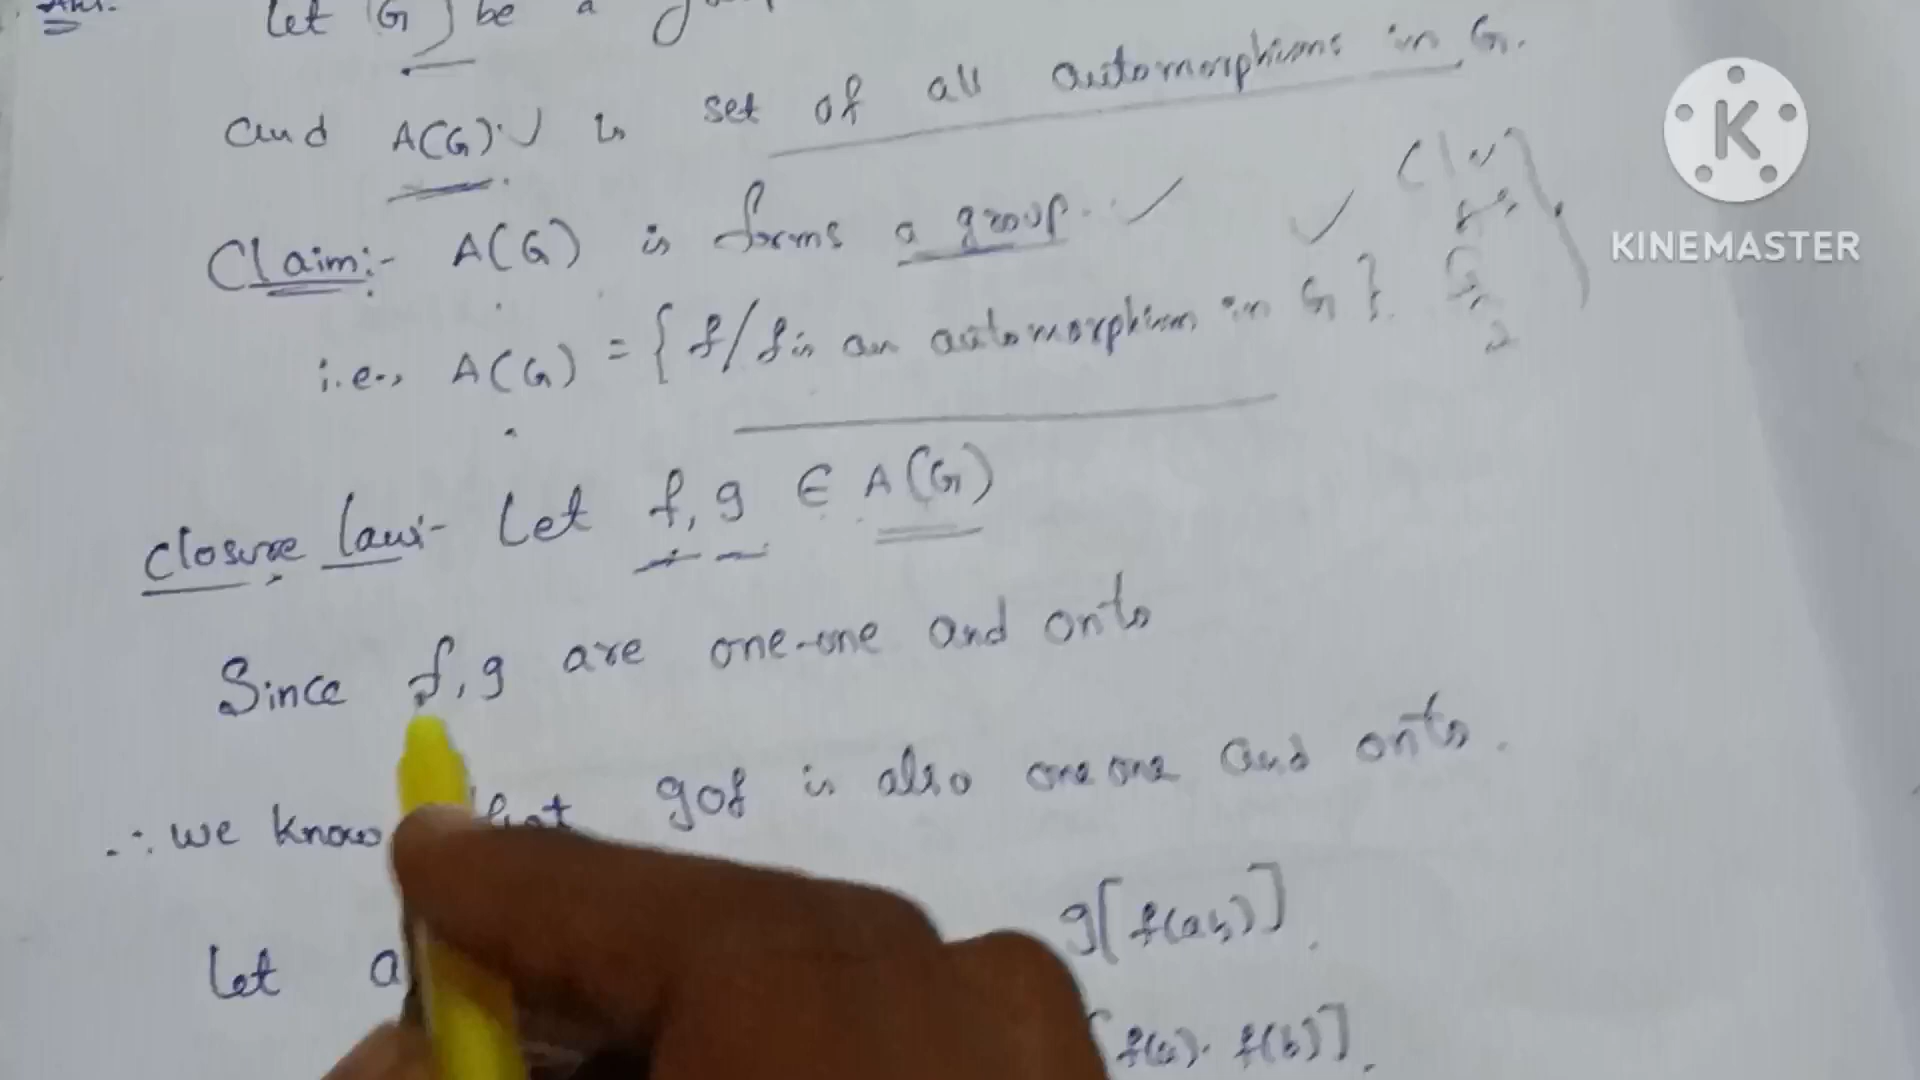 Ans. Let G be a
and A(G) is set of all automorphisms in G.
Claim:- A(G) is forms a group.
i.e., A(G) = {f/f is an automorphism in G}.
closure law:- Let f, g ∈ A(G)
Since f, g are one-one and onto
∴ we know that gof is also one one and onto.
Let a g[f(ab)].
[f(a). f(b)].
KINEMASTER